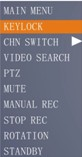 MAIN MENU
KEYLOCK
CHN SWITCH
VIDEO SEARCH
PTZ
MUTE
MANUAL REC
STOP REC
ROTATION
STANDBY